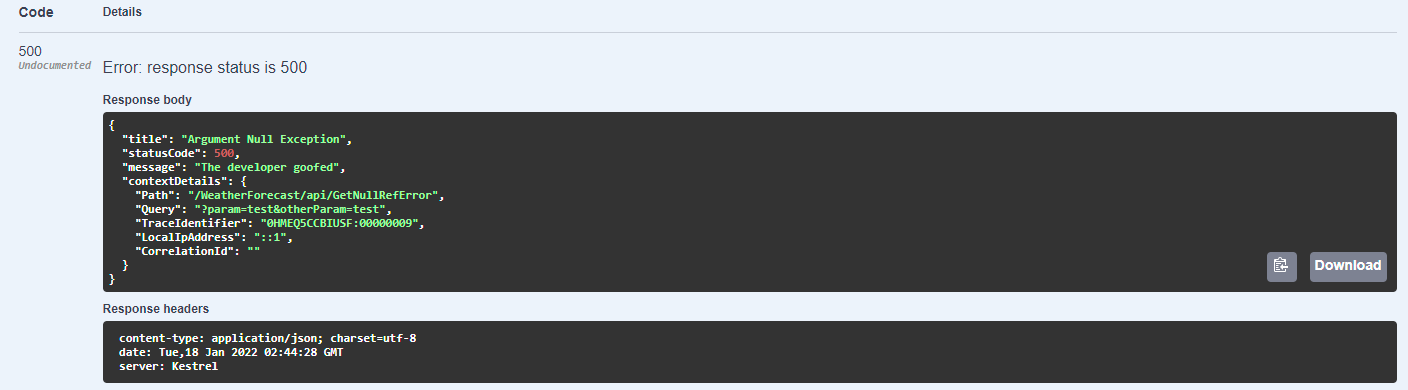 Code Details
500
Undocumented
Error: response status is 500
Response body
{
  "title": "Argument Null Exception",
  "statusCode": 500,
  "message": "The developer goofed",
  "contextDetails": {
    "Path": "/WeatherForecast/api/GetNullRefError",
    "Query": "?param=test&otherParam=test",
    "TraceIdentifier": "0HMEQ5CCBIUSF:00000009",
    "LocalIpAddress": "::1",
    "CorrelationId": ""
  }
}
Download
Response headers
content-type: application/json; charset=utf-8
date: Tue,18 Jan 2022 02:44:28 GMT
server: Kestrel